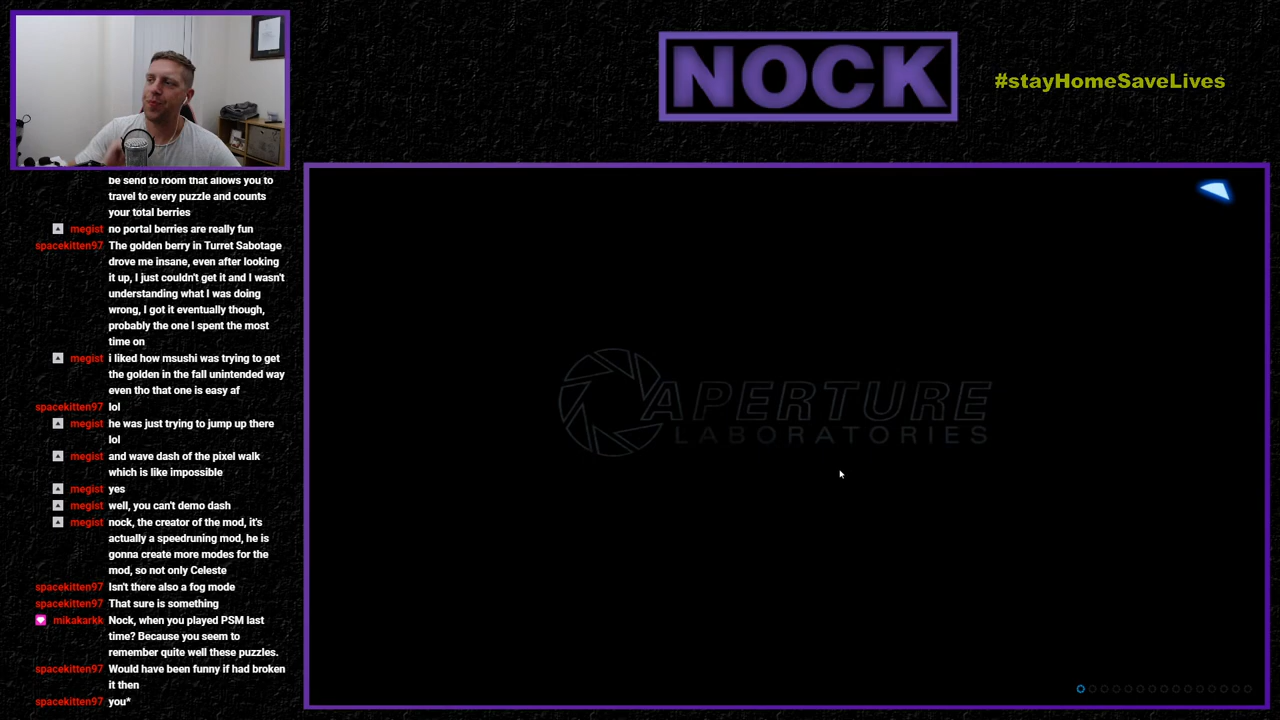 NOCK
#stayHomeSaveLives
be send to room that allows you to
travel to every puzzle and counts
your total berries
megist no portal berries are really fun
spacekitten97 The golden berry in Turret Sabotage
drove me insane, even after looking
it up, I just couldn't get it and I wasn't
understanding what I was doing
wrong, I got it eventually though,
probably the one I spent the most
time on
megist i liked how msushi was trying to get
the golden in the fall unintended way
even tho that one is easy af
spacekitten97 lol
megist he was just trying to jump up there
lol
megist and wave dash of the pixel walk
which is like impossible
megist yes
megist well, you can't demo dash
megist nock, the creator of the mod, it's
actually a speedruning mod, he is
gonna create more modes for the
mod, so not only Celeste
spacekitten97 Isn't there also a fog mode
spacekitten97 That sure is something
mikakarkk Nock, when you played PSM last
time? Because you seem to
remember quite well these puzzles.
spacekitten97 Would have been funny if had broken
it then
spacekitten97 you*
APERTURE
LABORATORIES